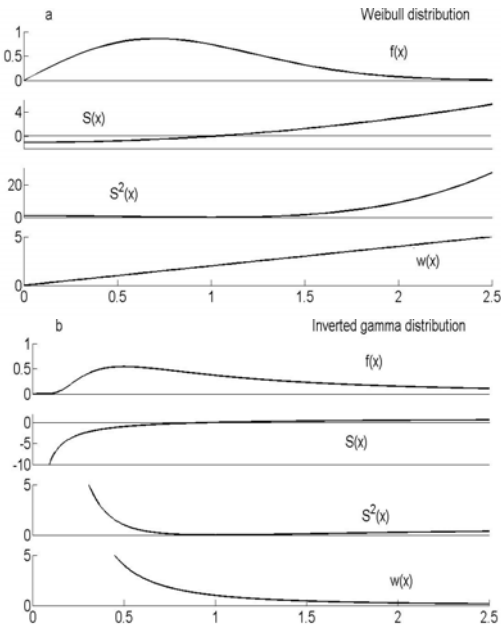 a Weibull distribution
1
0.5
0
f(x)
4
0
S(x)
20
0
S²(x)
5
0
w(x)
0 0.5 1 1.5 2 2.5
b Inverted gamma distribution
1
0.5
0
f(x)
0
-5
-10
S(x)
5
0
S²(x)
5
0
w(x)
0 0.5 1 1.5 2 2.5